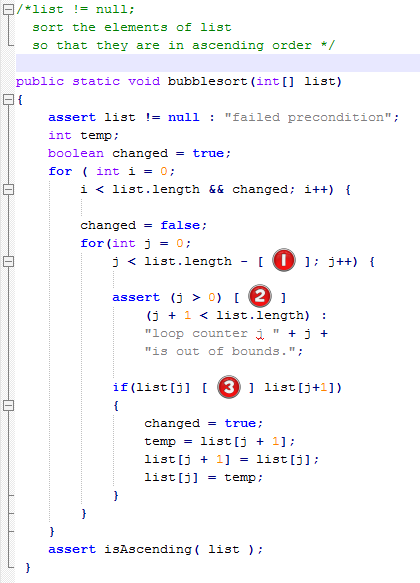 /*list != null;
sort the elements of list
so that they are in ascending order */
public static void bubblesort(int[] list)
{
assert list != null : "failed precondition";
int temp;
boolean changed = true;
for ( int i = 0;
i < list.length && changed; i++) {
changed = false;
for(int j = 0;
j < list.length - [ 1 ]; j++) {
assert (j > 0) [ 2 ]
(j + 1 < list.length) :
"loop counter j " + j +
"is out of bounds.";
if(list[j] [ 3 ] list[j+1])
{
changed = true;
temp = list[j + 1];
list[j + 1] = list[j];
list[j] = temp;
}
}
}
assert isAscending( list );
}